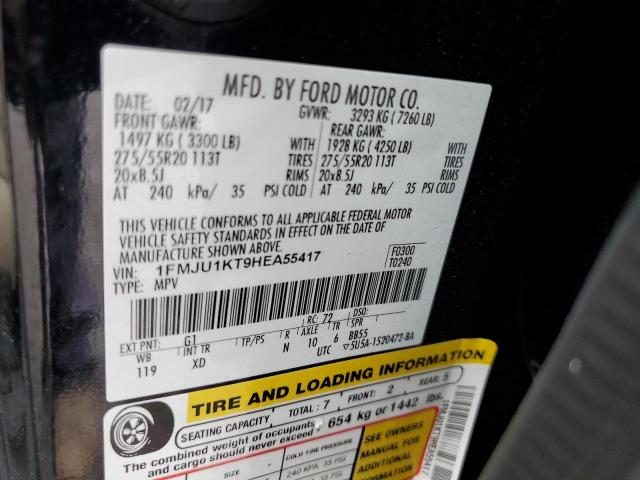 MFD. BY FORD MOTOR CO.
DATE: 02/17 GVWR: 3293 KG ( 7260 LB)
FRONT GAWR: REAR GAWR:
1497 KG ( 3300 LB) 1928 KG ( 4250 LB)
275/55R20 113T TIRES 275/55R20 113T TIRES
20x8.5J RIMS 20x8.5J RIMS
AT 240 kPa/ 35 PSI COLD AT 240 kPa/ 35 PSI COLD
THIS VEHICLE CONFORMS TO ALL APPLICABLE FEDERAL MOTOR
VEHICLE SAFETY STANDARDS IN EFFECT ON THE DATE OF
MANUFACTURE SHOWN ABOVE.
VIN: 1FMJU1KT9HEA55417 F0300
TYPE: MPV T0240
RC: 72 DSO:
EXT PNT: G1
WB INT TR TP/PS R AXLE TR SPR
119 XD N 10 6 BB55
UTC 5U5A-1520472-BA
TIRE AND LOADING INFORMATION
SEATING CAPACITY TOTAL: 7 FRONT: 2 REAR: 5
The combined weight of occupants
and cargo should never exceed 654 kg or 1442 lbs.
SIZE COLD TIRE PRESSURE
240 KPA, 35 PSI
SEE OWNERS
MANUAL FOR
ADDITIONAL
INFORMATION